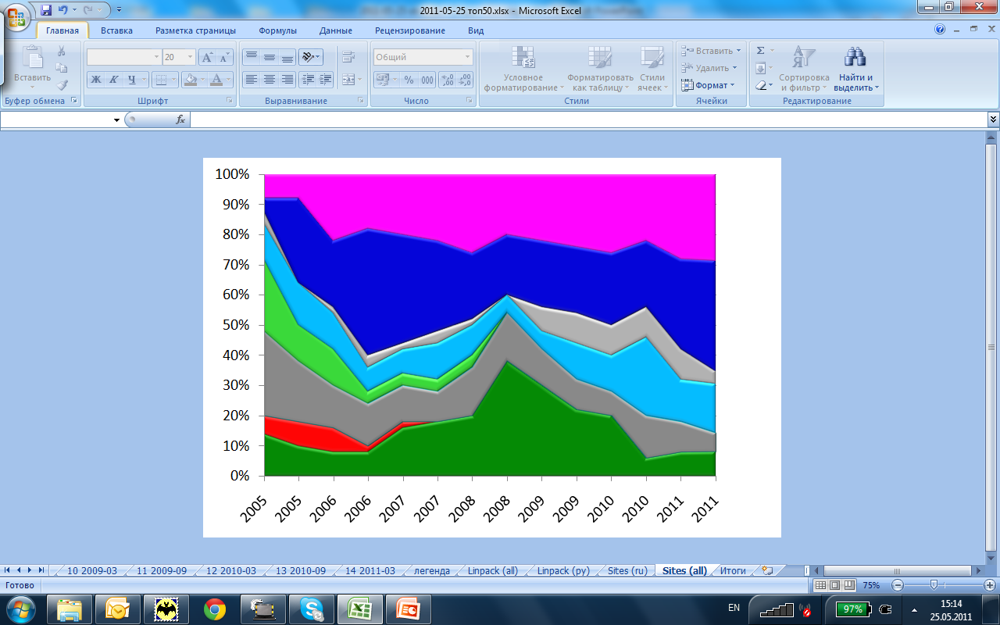 2011-05-25 топ50.xlsx - Microsoft Excel
Главная Вставка Разметка страницы Формулы Данные Рецензирование Вид
Вставить
20
Ж К Ч
Общий
% 000
Условное форматирование
Форматировать как таблицу
Стили ячеек
Вставить
Удалить
Формат
Σ
Сортировка и фильтр
Найти и выделить
Буфер обмена Шрифт Выравнивание Число Стили Ячейки Редактирование
fx
100%
90%
80%
70%
60%
50%
40%
30%
20%
10%
0%
2005 2005 2006 2006 2007 2007 2008 2008 2009 2009 2010 2010 2011 2011
10 2009-03 11 2009-09 12 2010-03 13 2010-09 14 2011-03 легенда Linpack (all) Linpack (ру) Sites (ru) Sites (all) Итоги
Готово 75%
EN 97% 15:14
25.05.2011